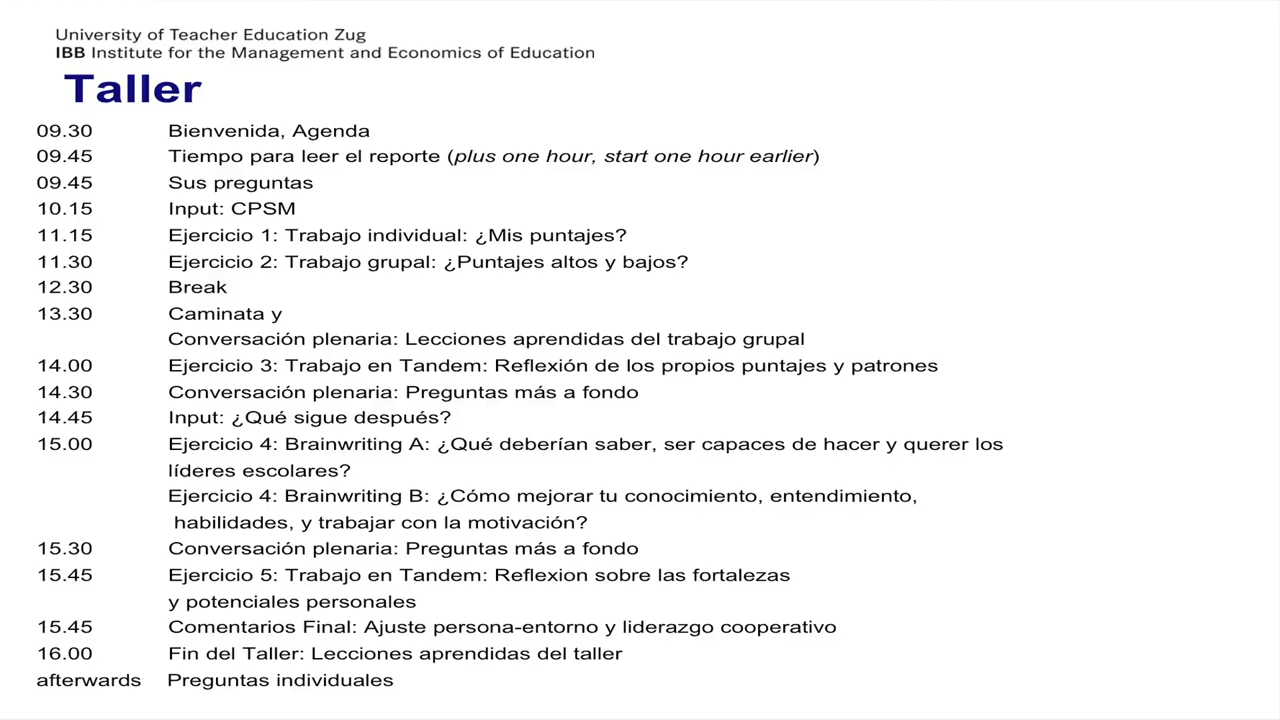 University of Teacher Education Zug
IBB Institute for the Management and Economics of Education
Taller
09.30 Bienvenida, Agenda
09.45 Tiempo para leer el reporte (plus one hour, start one hour earlier)
09.45 Sus preguntas
10.15 Input: CPSM
11.15 Ejercicio 1: Trabajo individual: ¿Mis puntajes?
11.30 Ejercicio 2: Trabajo grupal: ¿Puntajes altos y bajos?
12.30 Break
13.30 Caminata y
Conversación plenaria: Lecciones aprendidas del trabajo grupal
14.00 Ejercicio 3: Trabajo en Tandem: Reflexión de los propios puntajes y patrones
14.30 Conversación plenaria: Preguntas más a fondo
14.45 Input: ¿Qué sigue después?
15.00 Ejercicio 4: Brainwriting A: ¿Qué deberían saber, ser capaces de hacer y querer los
líderes escolares?
Ejercicio 4: Brainwriting B: ¿Cómo mejorar tu conocimiento, entendimiento,
habilidades, y trabajar con la motivación?
15.30 Conversación plenaria: Preguntas más a fondo
15.45 Ejercicio 5: Trabajo en Tandem: Reflexion sobre las fortalezas
y potenciales personales
15.45 Comentarios Final: Ajuste persona-entorno y liderazgo cooperativo
16.00 Fin del Taller: Lecciones aprendidas del taller
afterwards Preguntas individuales